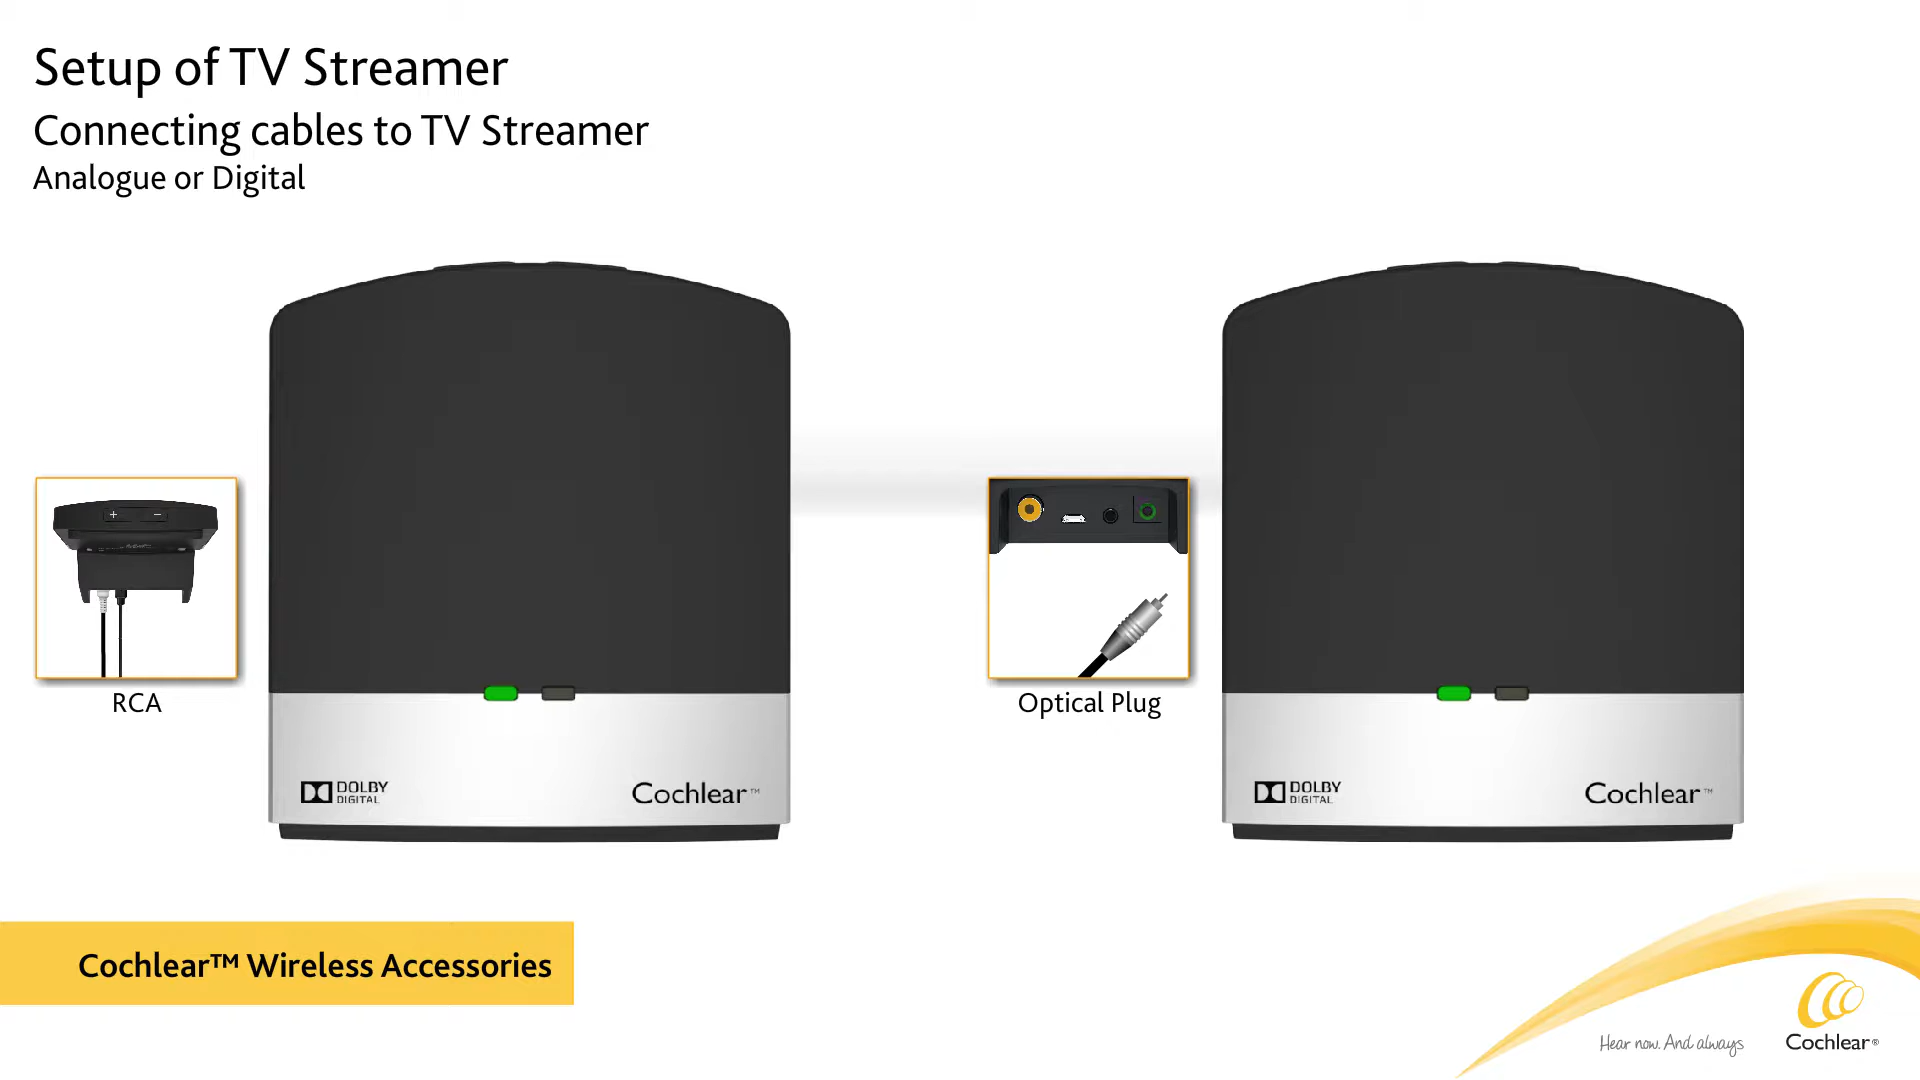 Setup of TV Streamer
Connecting cables to TV Streamer
Analogue or Digital
+ −
RCA
Optical Plug
DOLBY
DIGITAL
Cochlear™
DOLBY
DIGITAL
Cochlear™
Cochlear™ Wireless Accessories
Hear now. And always
Cochlear®